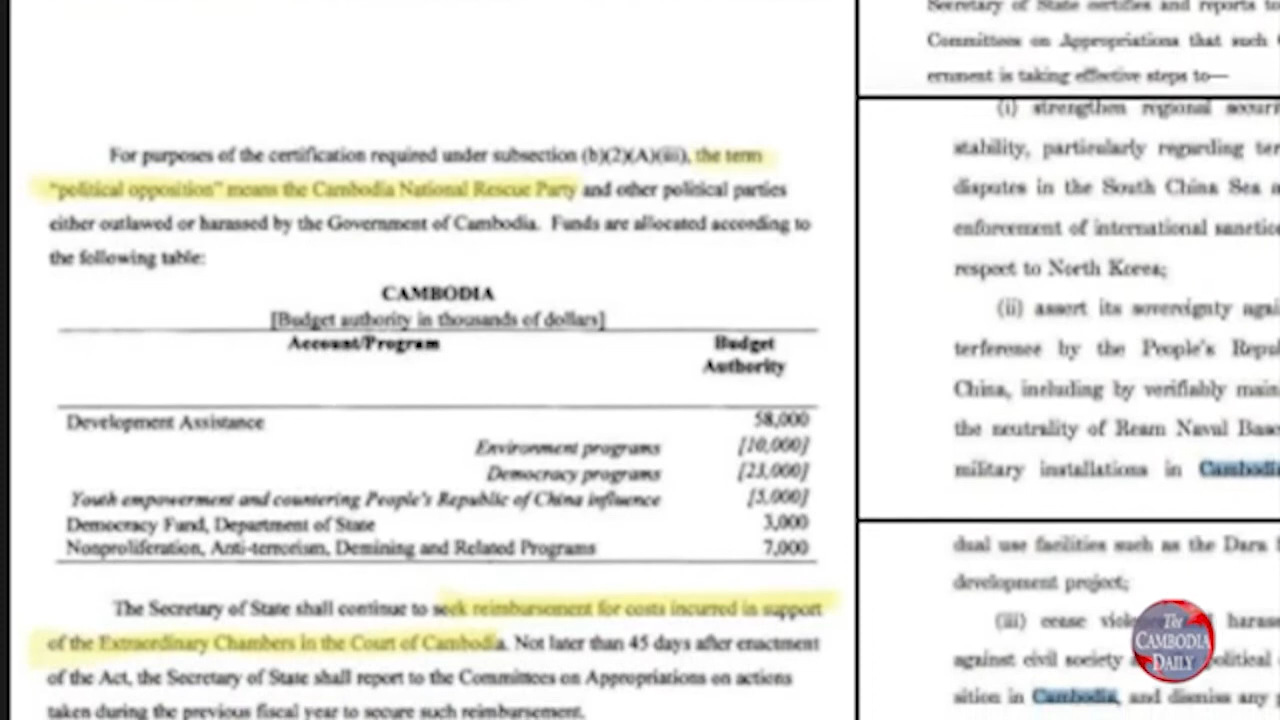 For purposes of the certification required under subsection (b)(2)(A)(iii), the term
"political opposition" means the Cambodia National Rescue Party and other political parties
either outlawed or harassed by the Government of Cambodia. Funds are allocated according to
the following table:
CAMBODIA
[Budget authority in thousands of dollars]
Account/Program Budget
Authority
Development Assistance 58,000
Environment programs [10,000]
Democracy programs [23,000]
Youth empowerment and countering People's Republic of China influence [5,000]
Democracy Fund, Department of State 3,000
Nonproliferation, Anti-terrorism, Demining and Related Programs 7,000
The Secretary of State shall continue to seek reimbursement for costs incurred in support
of the Extraordinary Chambers in the Court of Cambodia. Not later than 45 days after enactment
of the Act, the Secretary of State shall report to the Committees on Appropriations on actions
taken during the previous fiscal year to secure such reimbursement.
Secretary of State certifies and reports to
Committees on Appropriations that such
ernment is taking effective steps to—
(i) strengthen regional secur
stability, particularly regarding ter
disputes in the South China Sea a
enforcement of international sanctio
respect to North Korea;
(ii) assert its sovereignty agai
terference by the People's Repu
China, including by verifiably main
the neutrality of Ream Naval Base
military installations in Cambodia
dual use facilities such as the Dara
development project;
(iii) cease harass
against civil society political
sition in Cambodia, and dismiss any
The
CAMBODIA
DAILY